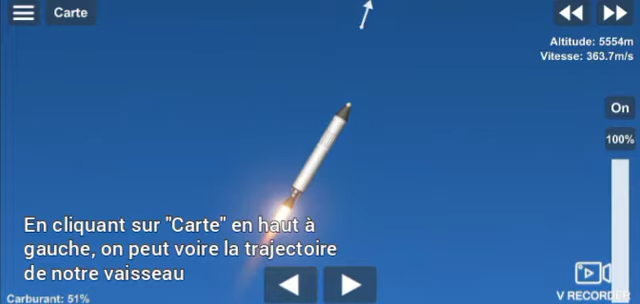 Carte
Altitude: 5554m
Vitesse: 363.7m/s
On
100%
En cliquant sur "Carte" en haut à
gauche, on peut voire la trajectoire
de notre vaisseau
V RECORDER
Carburant: 51%